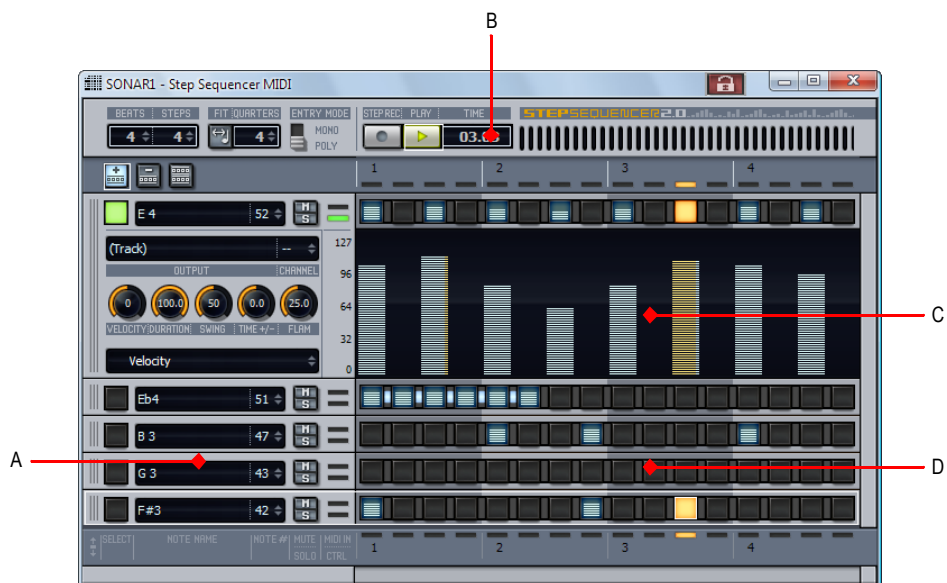 B
SONAR1 - Step Sequencer MIDI
BEATS STEPS FIT QUARTERS ENTRY MODE STEP REC PLAY TIME STEPSEQUENCER2.0
4 4 4 MONO
POLY
1 2 3 4
E 4 52 M
S
(Track) -- 127
OUTPUT CHANNEL
96
0 100.0 50 0.0 25.0 64
VELOCITY DURATION SWING TIME +/- FLAM
32
Velocity
0
C
Eb4 51 M
S
B 3 47 M
S
A
G 3 43 M
S
D
F#3 42 M
S
SELECT NOTE NAME NOTE # MUTE MIDI IN
SOLO CTRL
1 2 3 4